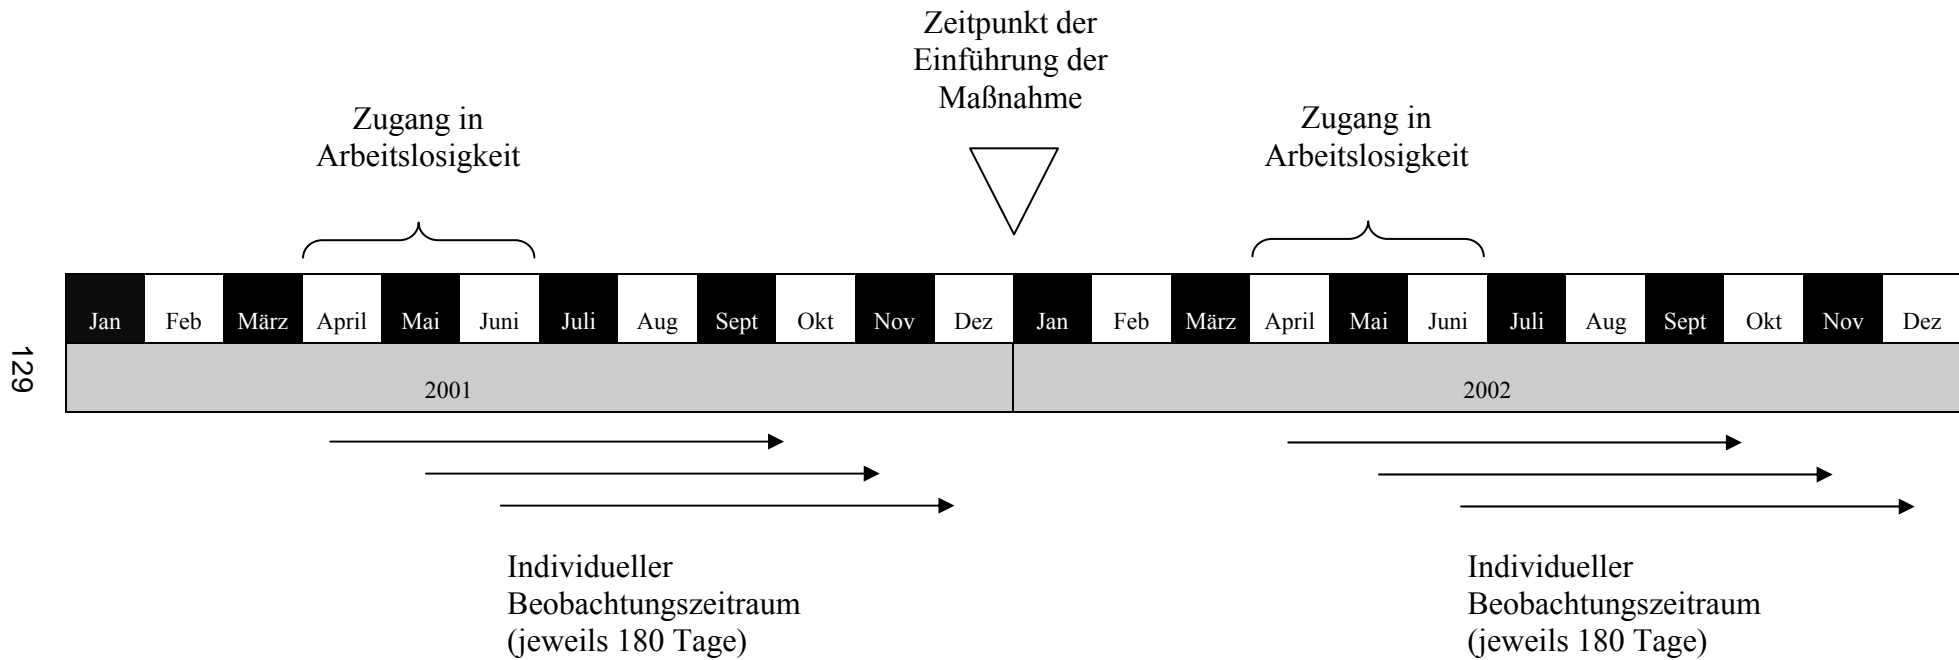 Zeitpunkt der
Einführung der
Maßnahme
Zugang in
Arbeitslosigkeit
Zugang in
Arbeitslosigkeit
Jan Feb März April Mai Juni Juli Aug Sept Okt Nov Dez Jan Feb März April Mai Juni Juli Aug Sept Okt Nov Dez
2001 2002
Individueller
Beobachtungszeitraum
(jeweils 180 Tage)
Individueller
Beobachtungszeitraum
(jeweils 180 Tage)
129